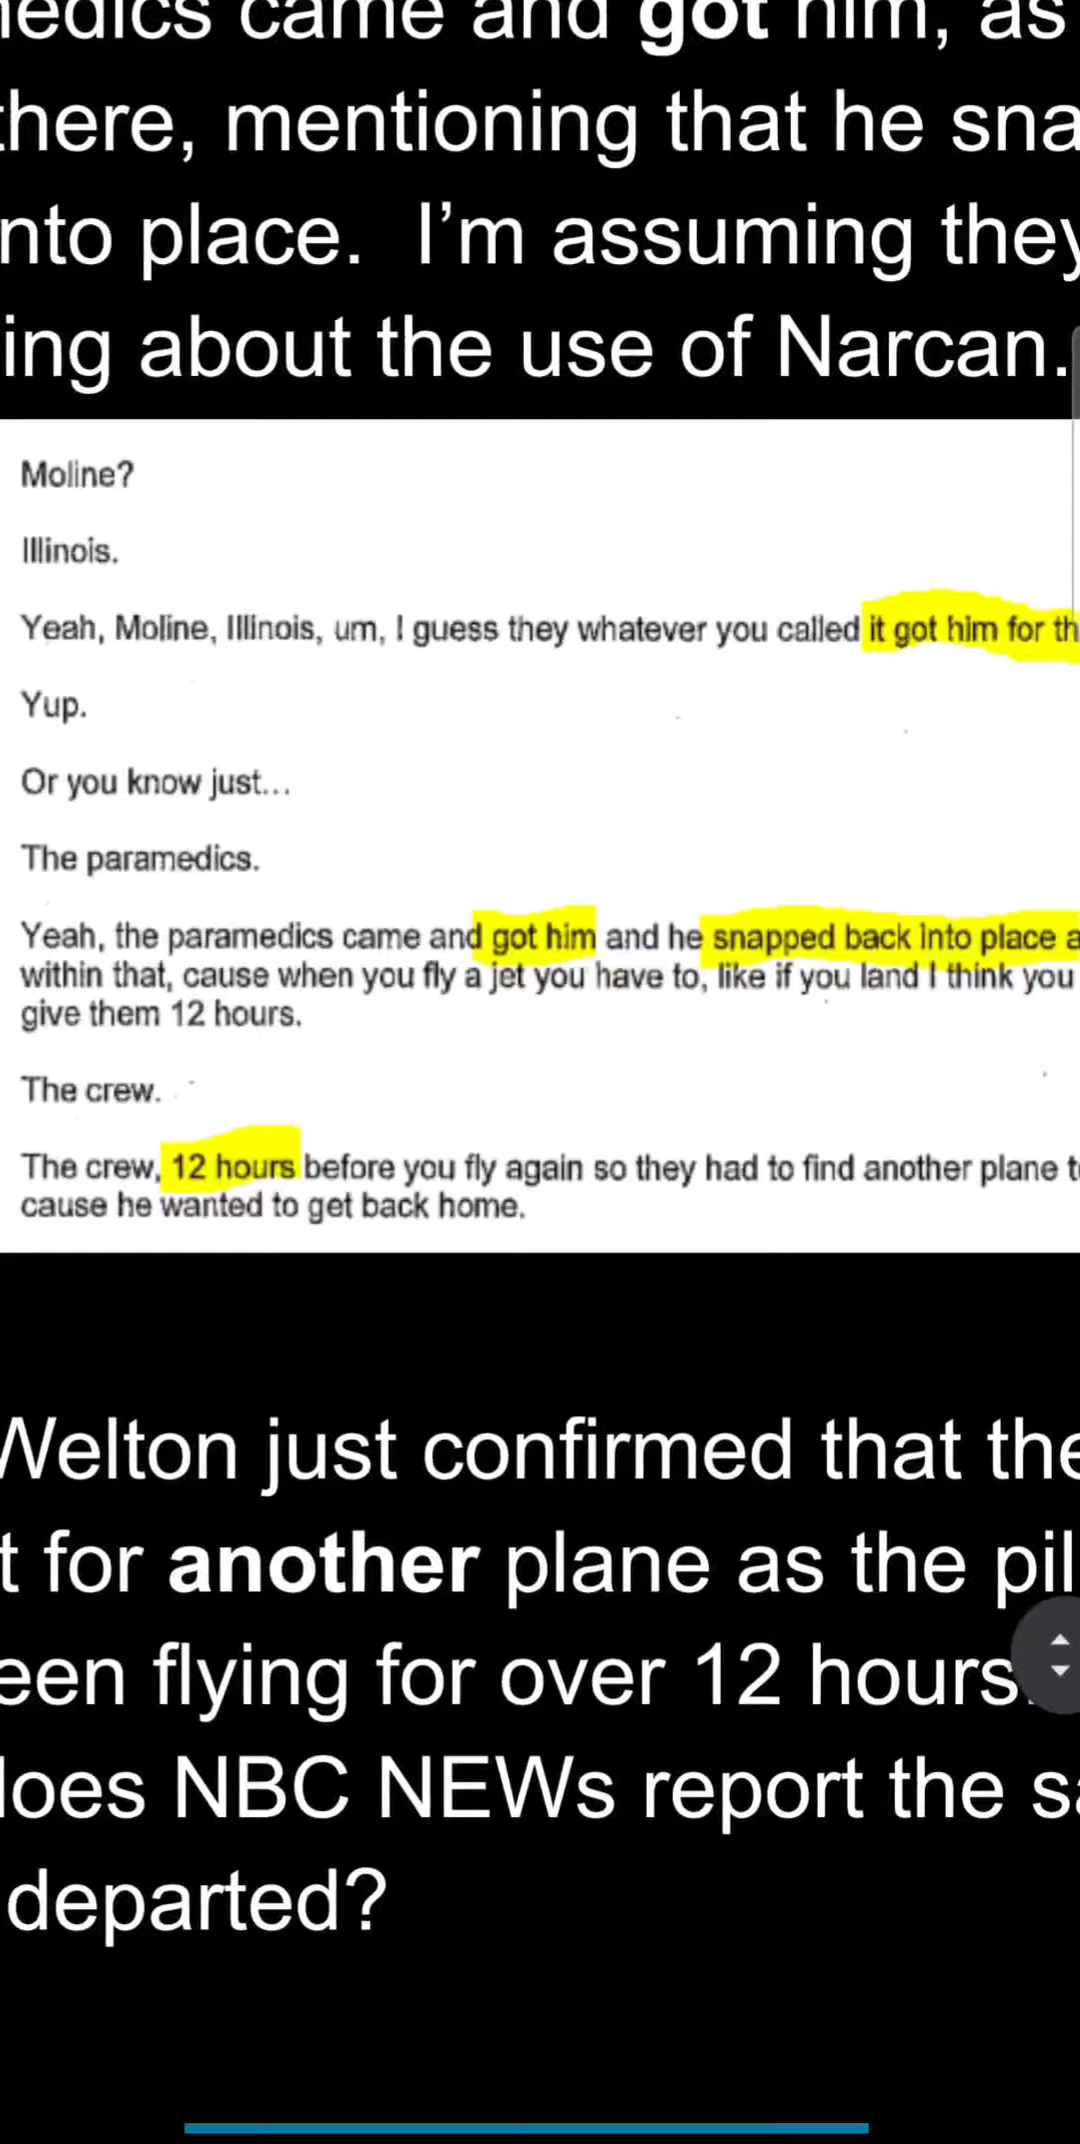 edics came and got him, as
here, mentioning that he sna
nto place. I’m assuming they
ing about the use of Narcan.
Moline?
Illinois.
Yeah, Moline, Illinois, um, I guess they whatever you called it got him for th
Yup.
Or you know just...
The paramedics.
Yeah, the paramedics came and got him and he snapped back into place a
within that, cause when you fly a jet you have to, like if you land I think you
give them 12 hours.
The crew.
The crew, 12 hours before you fly again so they had to find another plane t
cause he wanted to get back home.
Welton just confirmed that the
t for another plane as the pil
een flying for over 12 hours.
oes NBC NEWs report the s
departed?